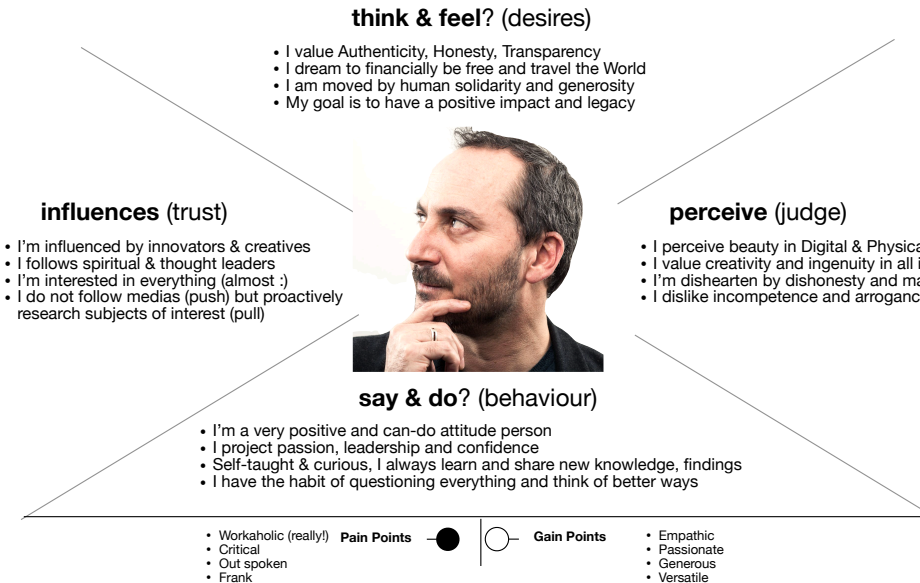 think & feel? (desires)
• I value Authenticity, Honesty, Transparency
• I dream to financially be free and travel the World
• I am moved by human solidarity and generosity
• My goal is to have a positive impact and legacy
influences (trust)
• I'm influenced by innovators & creatives
• I follows spiritual & thought leaders
• I'm interested in everything (almost :)
• I do not follow medias (push) but proactively
research subjects of interest (pull)
perceive (judge)
• I perceive beauty in Digital &
• I value creativity and ingenuity in all
• I'm dishearten by dishonesty and
• I dislike incompetence and
say & do? (behaviour)
• I'm a very positive and can-do attitude person
• I project passion, leadership and confidence
• Self-taught & curious, I always learn and share new knowledge, findings
• I have the habit of questioning everything and think of better ways
Pain Points
• Workaholic (really!)
• Critical
• Out spoken
• Frank
Gain Points
• Empathic
• Passionate
• Generous
• Versatile